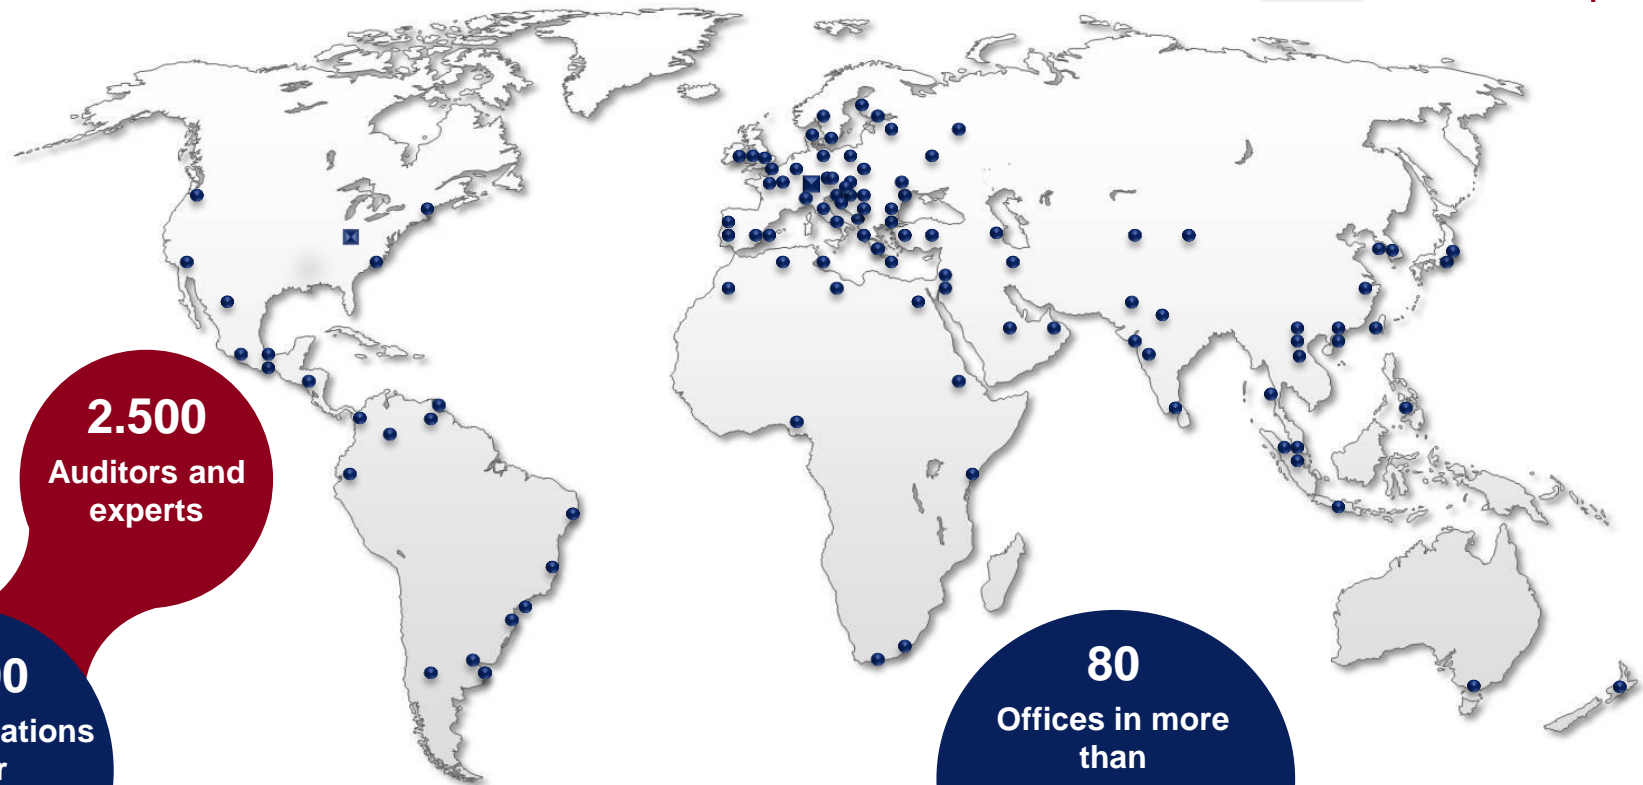 2.500
Auditors and
experts
80
Offices in more
than